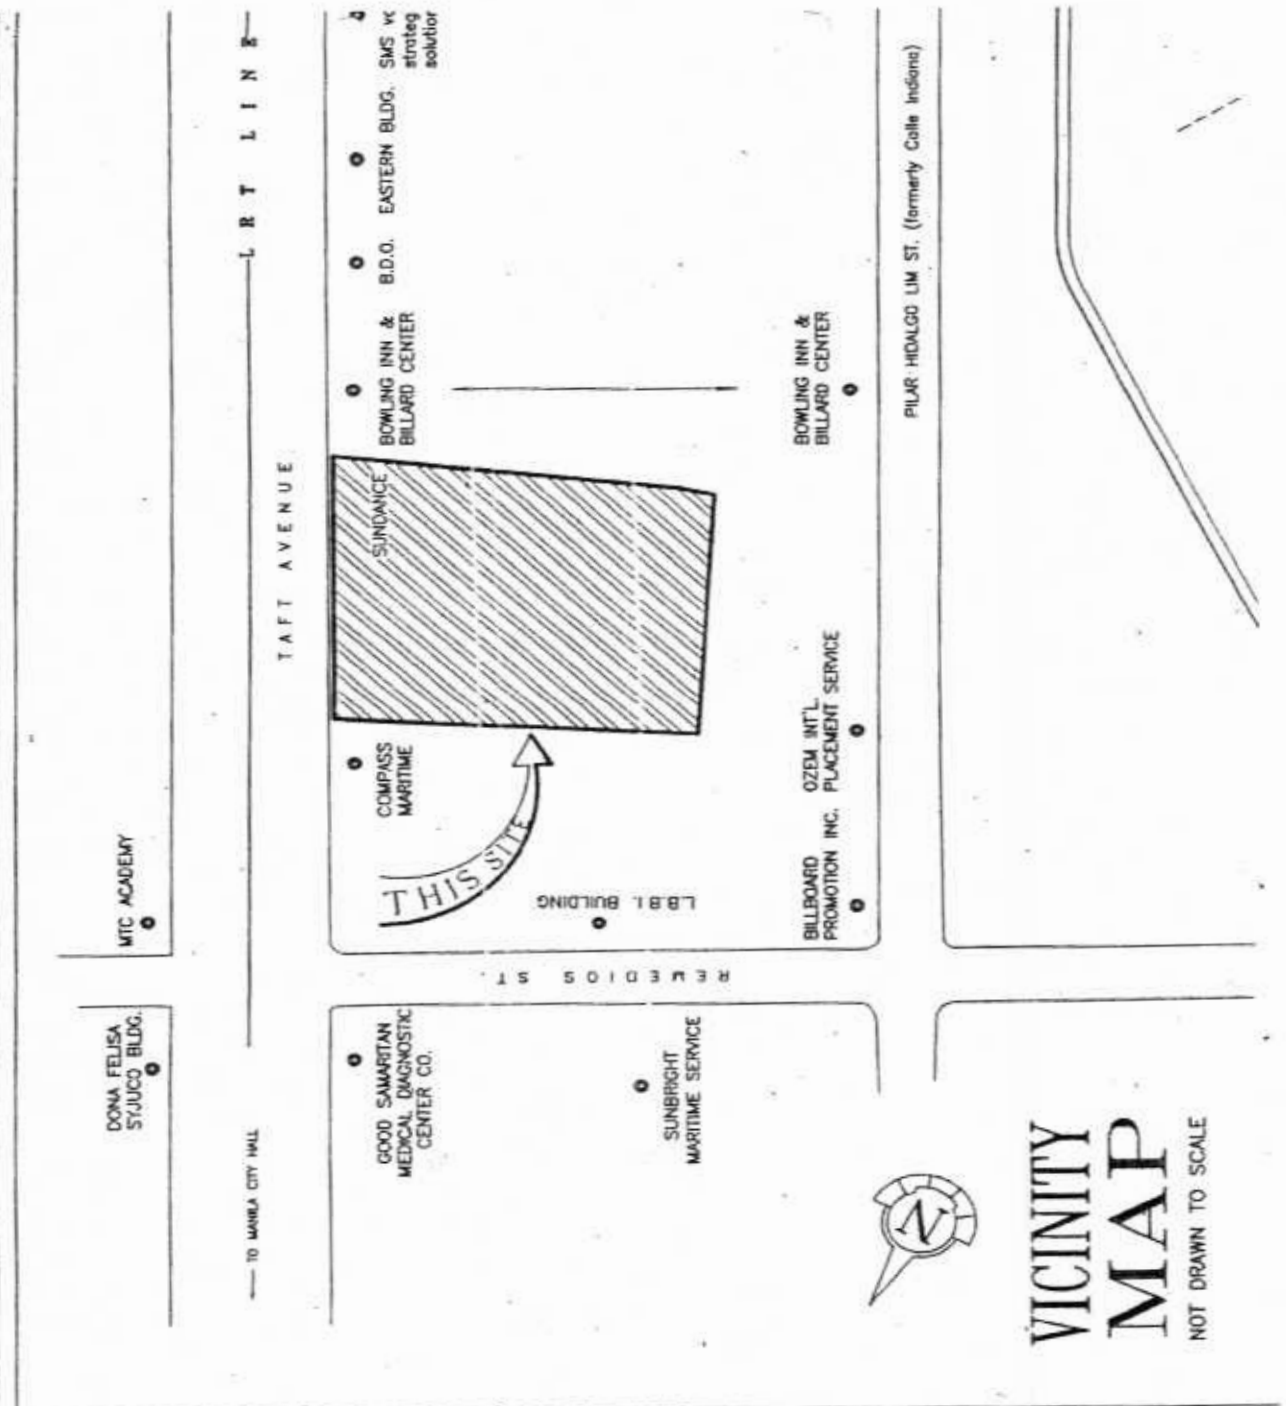 MTC ACADEMY
DONA FELISA
SYJUCO BLDG.
LRT LINE
TAFT AVENUE
TO MANILA CITY HALL
SMS
strateg
solution
EASTERN BLDG.
B.D.O.
BOWLING INN &
BILLARD CENTER
SUNDANCE
COMPASS
MARITIME
THIS SITE
L.B.B.I. BUILDING
GOOD SAMARITAN
MEDICAL DIAGNOSTIC
CENTER CO.
REMEDIOS ST.
SUNBRIGHT
MARITIME SERVICE
BOWLING INN &
BILLARD CENTER
OZEM INT'L.
PLACEMENT SERVICE
BILLBOARD
PROMOTION INC.
PILAR HIDALGO LIM ST. (formerly Calle Indiana)
N
VICINITY
MAP
NOT DRAWN TO SCALE